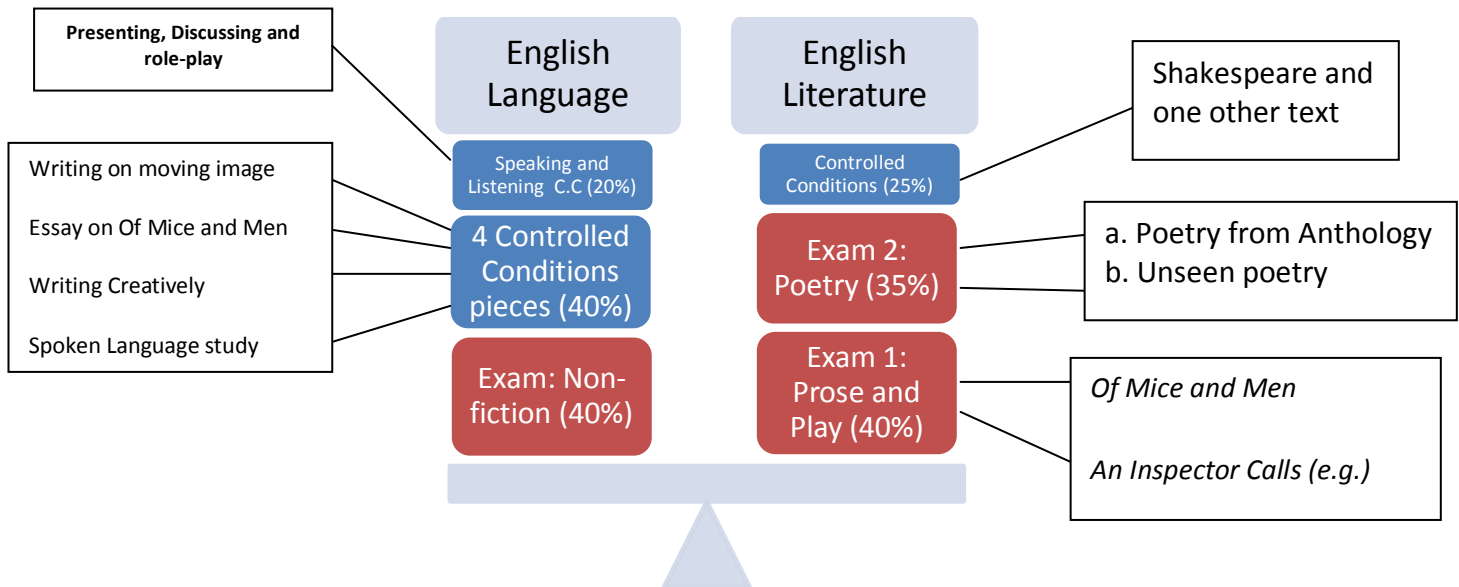 Presenting, Discussing and
role-play
Writing on moving image
Essay on Of Mice and Men
Writing Creatively
Spoken Language study
English
Language
Speaking and
Listening C.C (20%)
4 Controlled
Conditions
pieces (40%)
Exam: Non-
fiction (40%)
English
Literature
Controlled
Conditions (25%)
Exam 2:
Poetry (35%)
Exam 1:
Prose and
Play (40%)
Shakespeare and
one other text
a. Poetry from Anthology
b. Unseen poetry
Of Mice and Men
An Inspector Calls (e.g.)